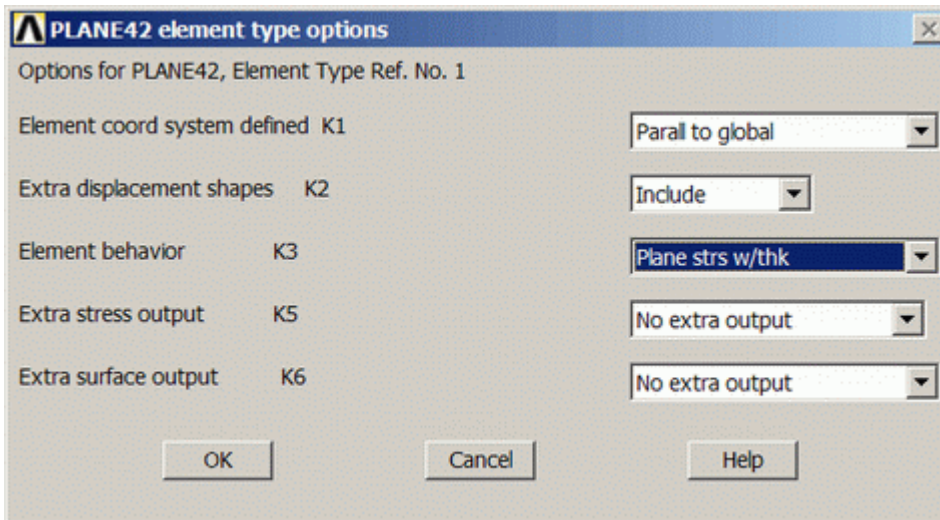 PLANE42 element type options
Options for PLANE42, Element Type Ref. No. 1
Element coord system defined K1 Parall to global
Extra displacement shapes K2 Include
Element behavior K3 Plane strs w/thk
Extra stress output K5 No extra output
Extra surface output K6 No extra output
OK Cancel Help